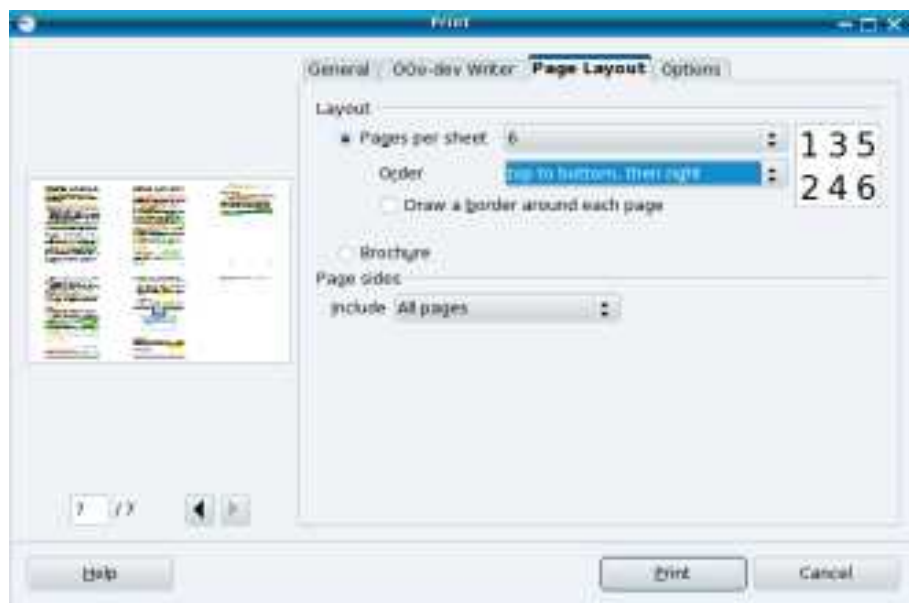 Print
General OOo-dev Writer Page Layout Options
Layout
Pages per sheet 6
1 3 5
Order top to bottom, then right
2 4 6
Draw a border around each page
Brochure
Page sides
Include All pages
7 / 7
Help Print Cancel